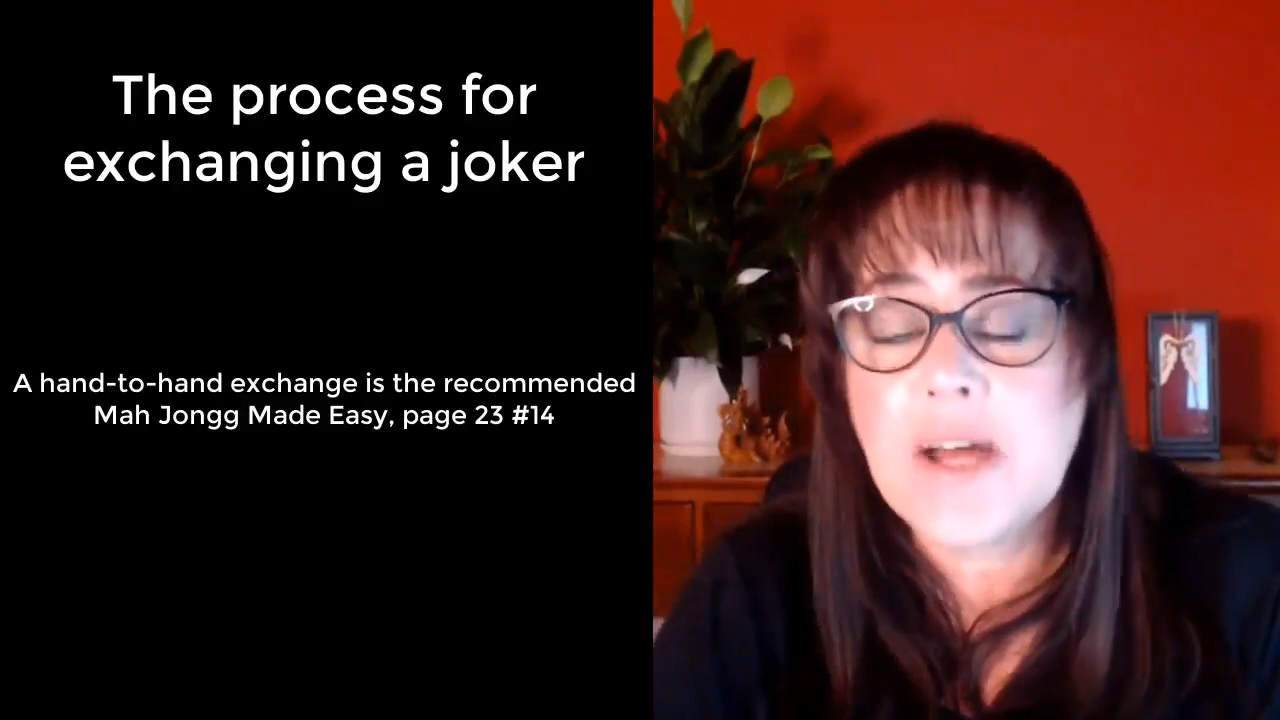 The process for
exchanging a joker
A hand-to-hand exchange is the recommended
Mah Jongg Made Easy, page 23 #14